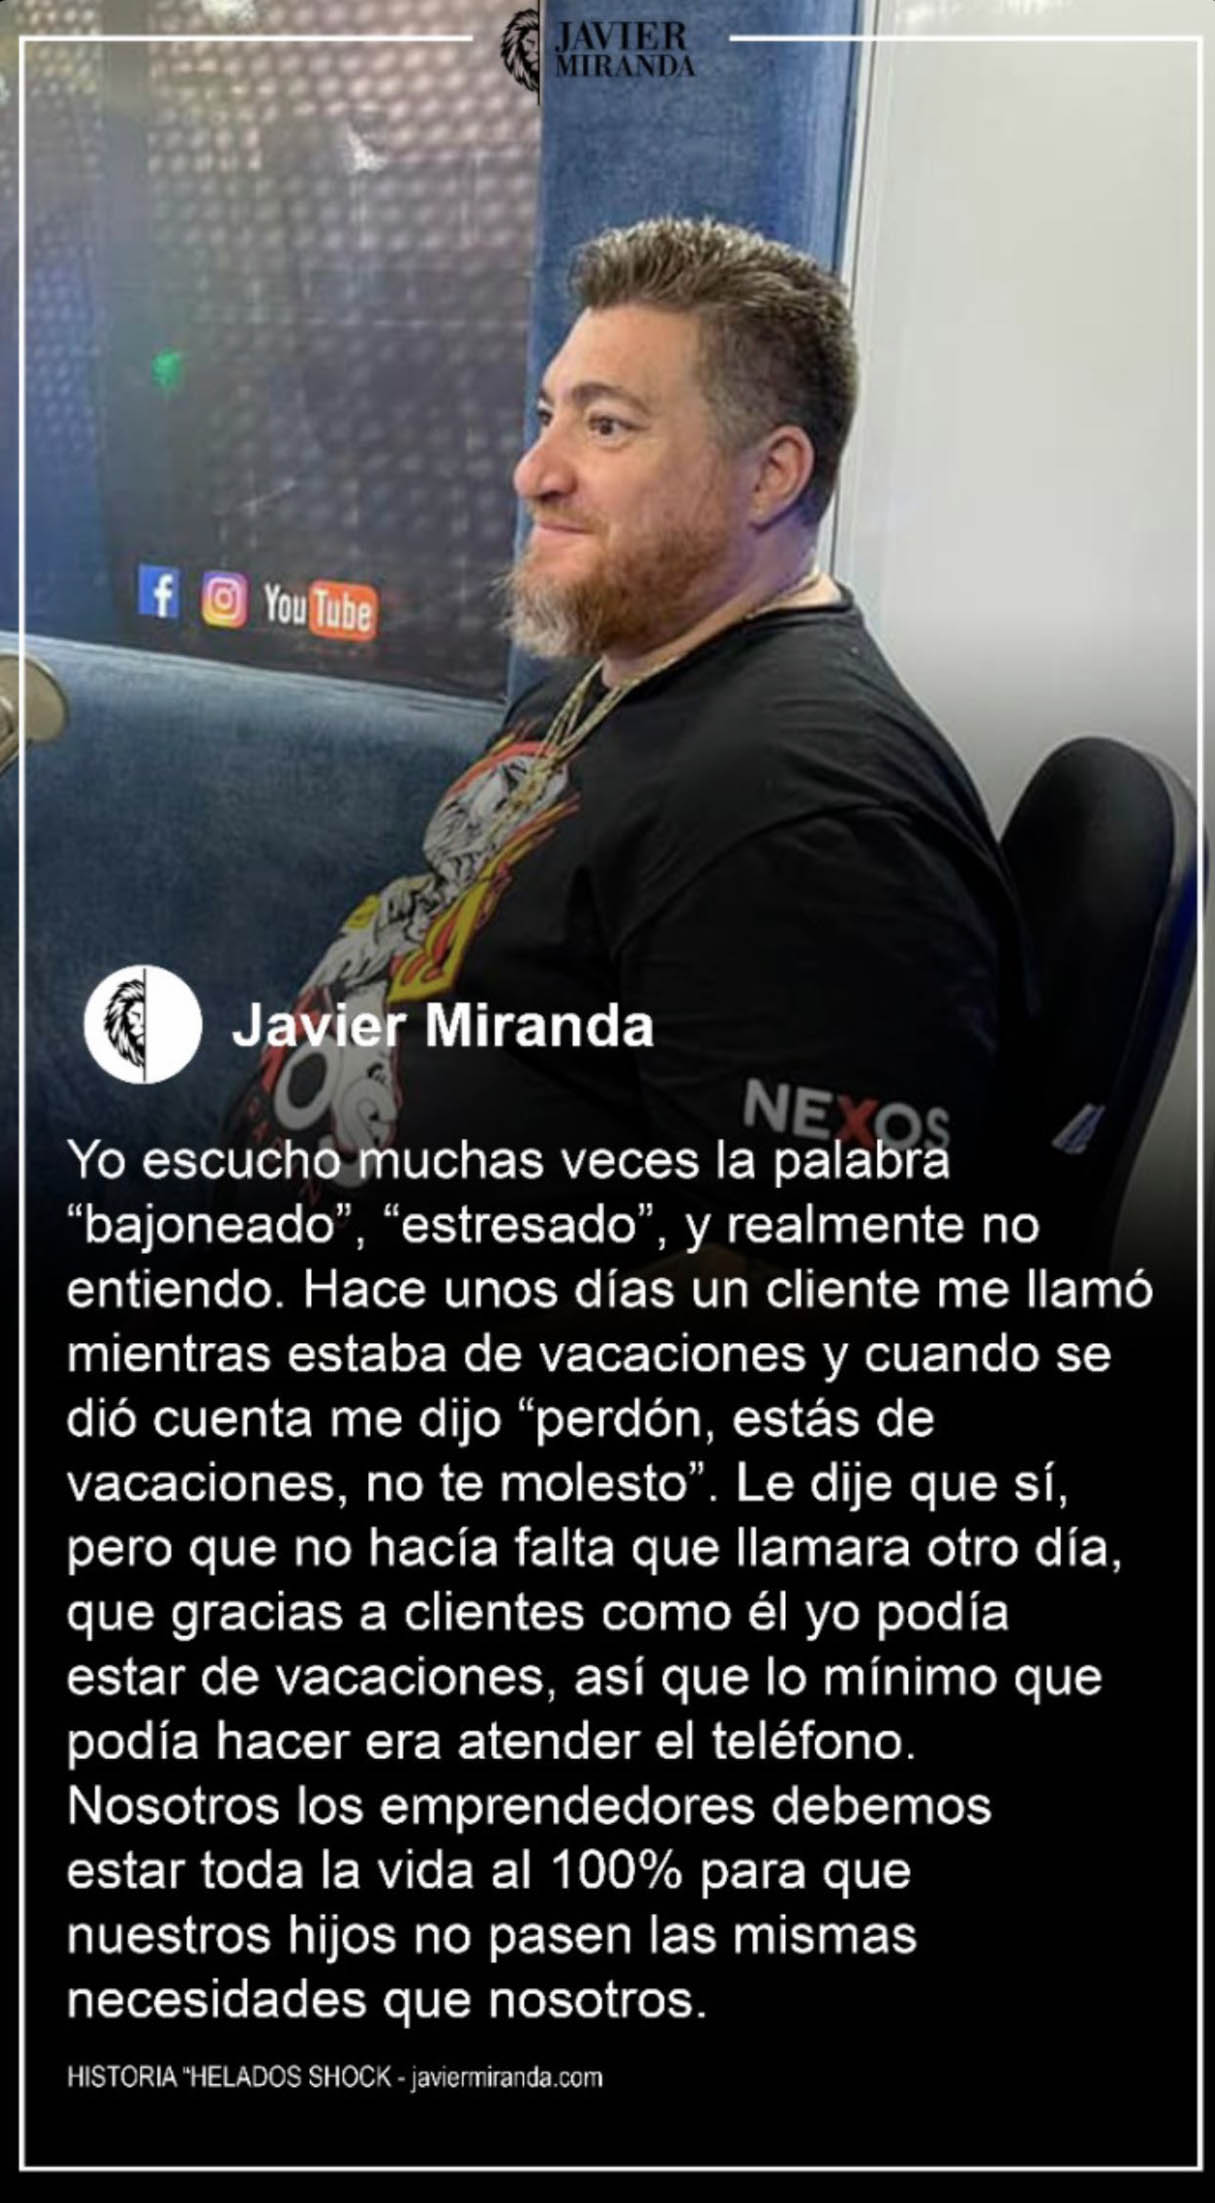 JAVIER
MIRANDA
f
You Tube
Javier Miranda
NEXOS
Yo escucho muchas veces la palabra
“bajoneado”, “estresado”, y realmente no
entiendo. Hace unos días un cliente me llamó
mientras estaba de vacaciones y cuando se
dió cuenta me dijo “perdón, estás de
vacaciones, no te molesto”. Le dije que sí,
pero que no hacía falta que llamara otro día,
que gracias a clientes como él yo podía
estar de vacaciones, así que lo mínimo que
podía hacer era atender el teléfono.
Nosotros los emprendedores debemos
estar toda la vida al 100% para que
nuestros hijos no pasen las mismas
necesidades que nosotros.
HISTORIA “HELADOS SHOCK - javiermiranda.com